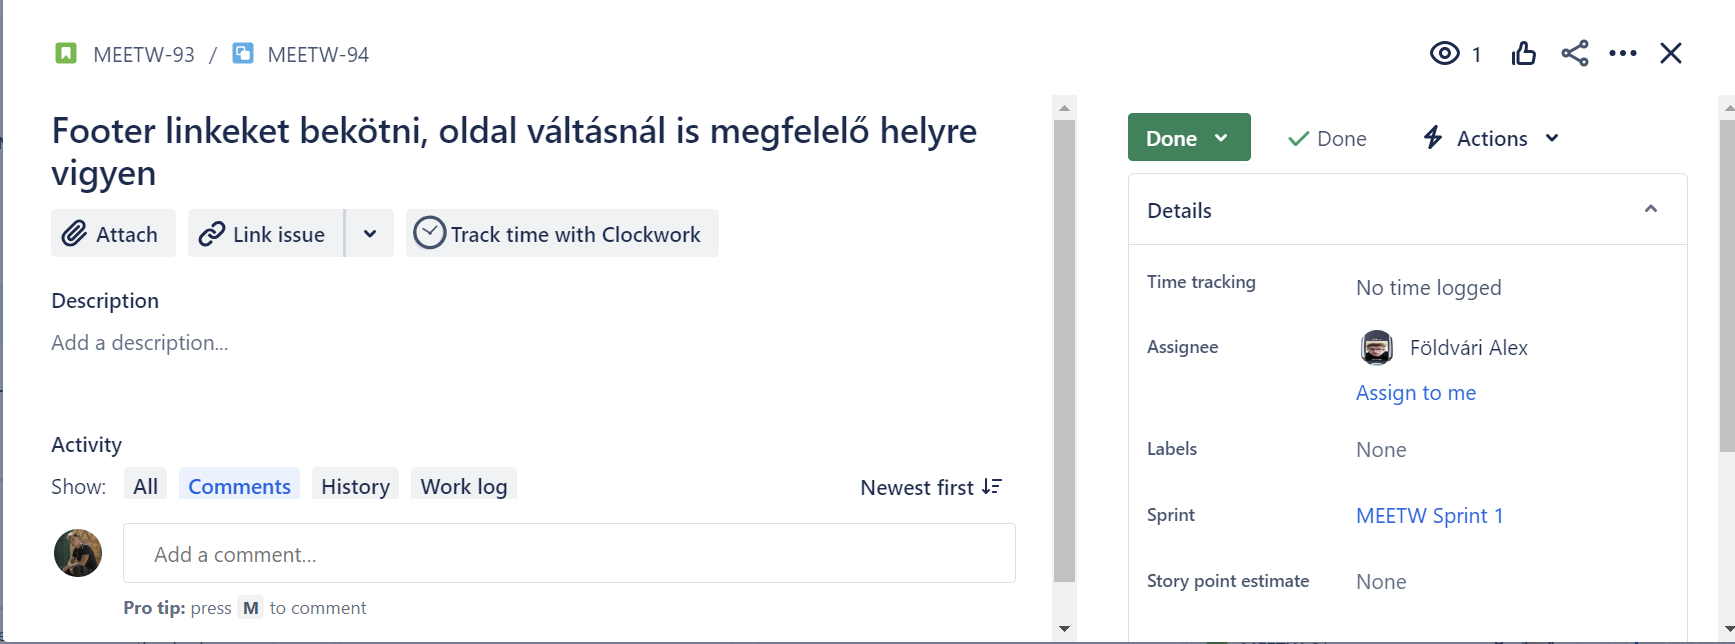 MEETW-93 / MEETW-94
1
Footer linkeket bekötni, oldal váltásnál is megfelelő helyre
vigyen
Attach
Link issue
Track time with Clockwork
Description
Add a description...
Activity
Show: All Comments History Work log
Newest first
Add a comment...
Pro tip: press M to comment
Done
Done
Actions
Details
Time tracking
No time logged
Assignee
Földvári Alex
Assign to me
Labels
None
Sprint
MEETW Sprint 1
Story point estimate
None